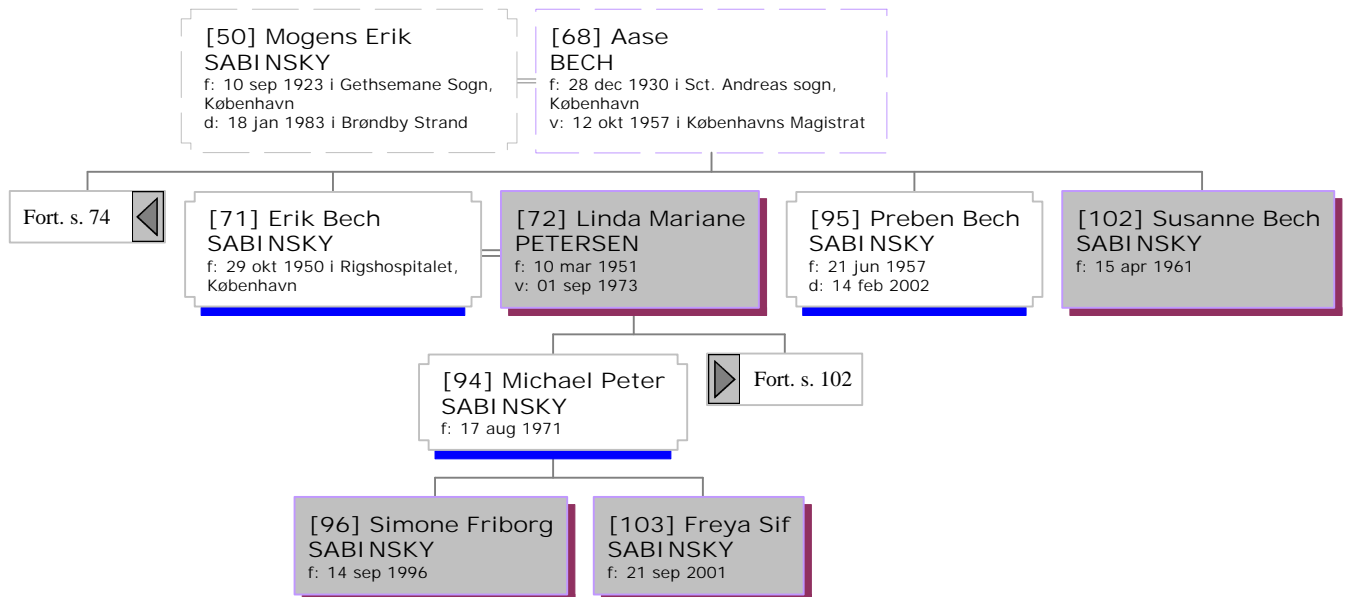 [50] Mogens Erik
SABINSKY
f: 10 sep 1923 i Gethsemane Sogn,
København
d: 18 jan 1983 i Brøndby Strand
[68] Aase
BECH
f: 28 dec 1930 i Sct. Andreas sogn,
København
v: 12 okt 1957 i Københavns Magistrat
Fort. s. 74
[71] Erik Bech
SABINSKY
f: 29 okt 1950 i Rigshospitalet,
København
[72] Linda Mariane
PETERSEN
f: 10 mar 1951
v: 01 sep 1973
[95] Preben Bech
SABINSKY
f: 21 jun 1957
d: 14 feb 2002
[102] Susanne Bech
SABINSKY
f: 15 apr 1961
[94] Michael Peter
SABINSKY
f: 17 aug 1971
Fort. s. 102
[96] Simone Friborg
SABINSKY
f: 14 sep 1996
[103] Freya Sif
SABINSKY
f: 21 sep 2001